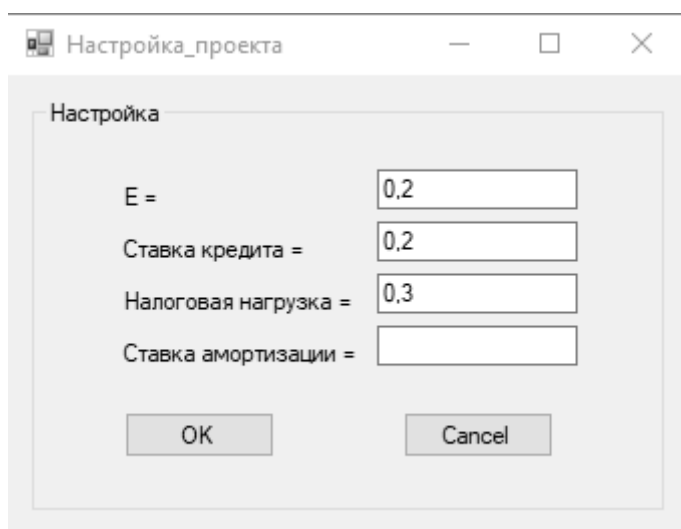 Настройка_проекта
Настройка
E =
0,2
Ставка кредита =
0,2
Налоговая нагрузка =
0,3
Ставка амортизации =
OK
Cancel